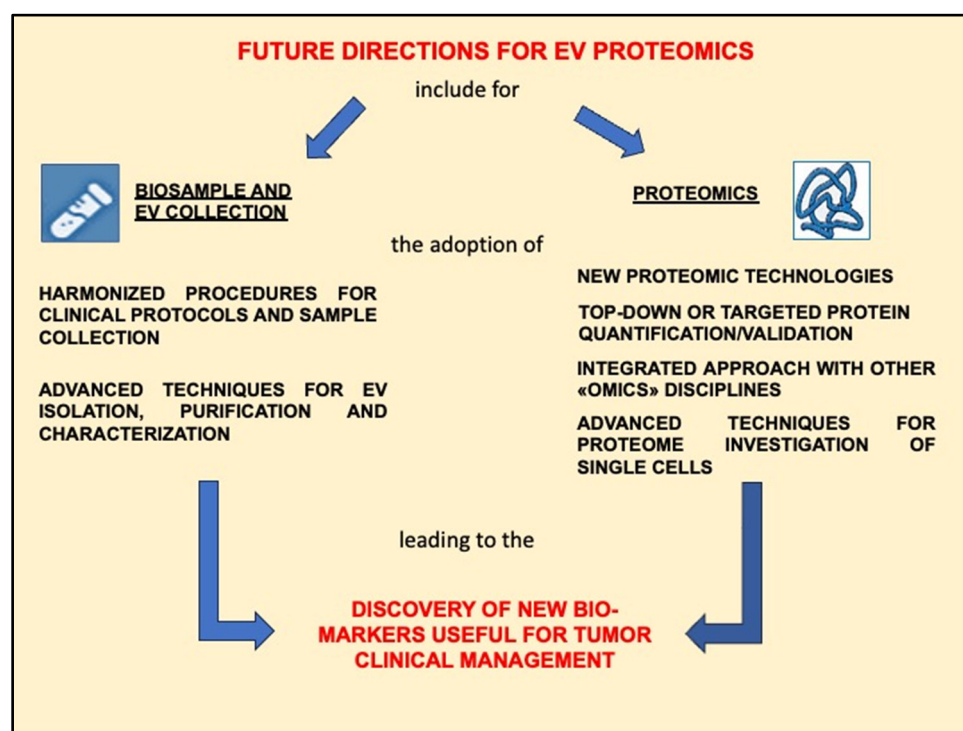 FUTURE DIRECTIONS FOR EV PROTEOMICS
include for
BIOSAMPLE AND
EV COLLECTION
PROTEOMICS
the adoption of
HARMONIZED PROCEDURES FOR
CLINICAL PROTOCOLS AND SAMPLE
COLLECTION
ADVANCED TECHNIQUES FOR EV
ISOLATION, PURIFICATION AND
CHARACTERIZATION
NEW PROTEOMIC TECHNOLOGIES
TOP-DOWN OR TARGETED PROTEIN
QUANTIFICATION/VALIDATION
INTEGRATED APPROACH WITH OTHER
«OMICS» DISCIPLINES
ADVANCED TECHNIQUES FOR
PROTEOME INVESTIGATION OF
SINGLE CELLS
leading to the
DISCOVERY OF NEW BIO-
MARKERS USEFUL FOR TUMOR
CLINICAL MANAGEMENT